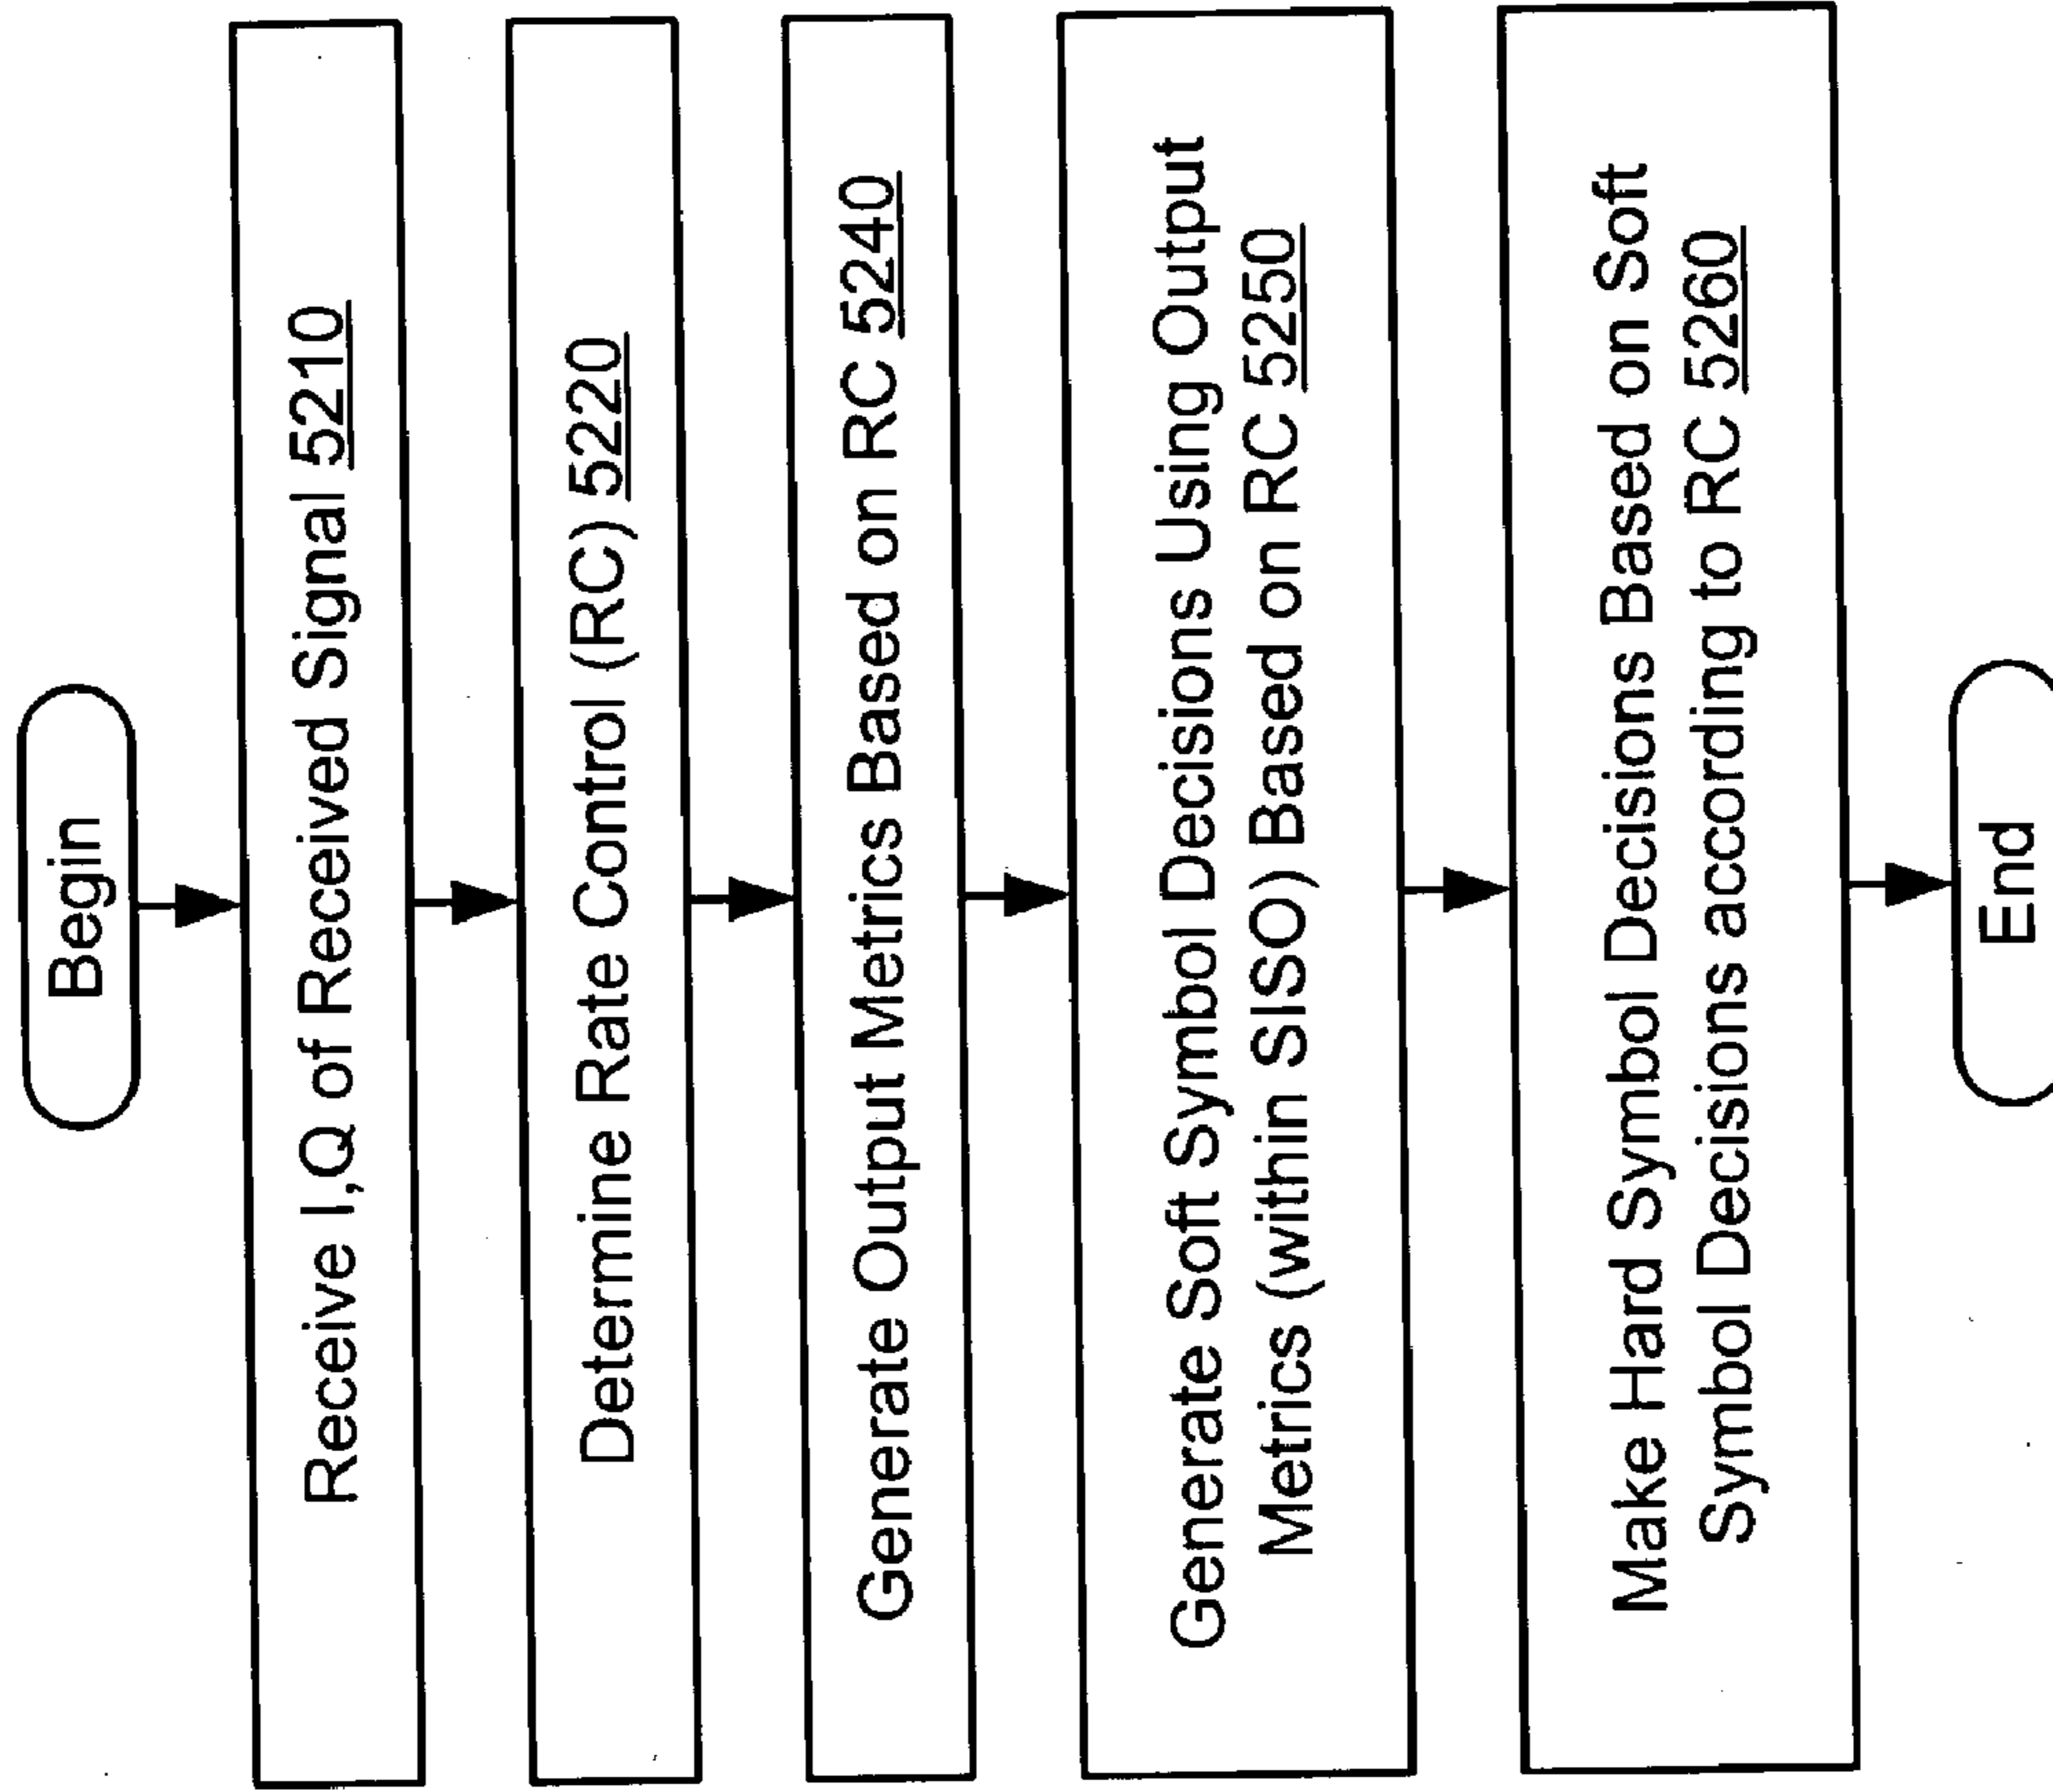 Begin
Receive I,Q of Received Signal 5210
Determine Rate Control (RC) 5220
Generate Output Metrics Based on RC 5240
Generate Soft Symbol Decisions Using Output
Metrics (within SISO) Based on RC 5250
Make Hard Symbol Decisions Based on Soft
Symbol Decisions according to RC 5260
End